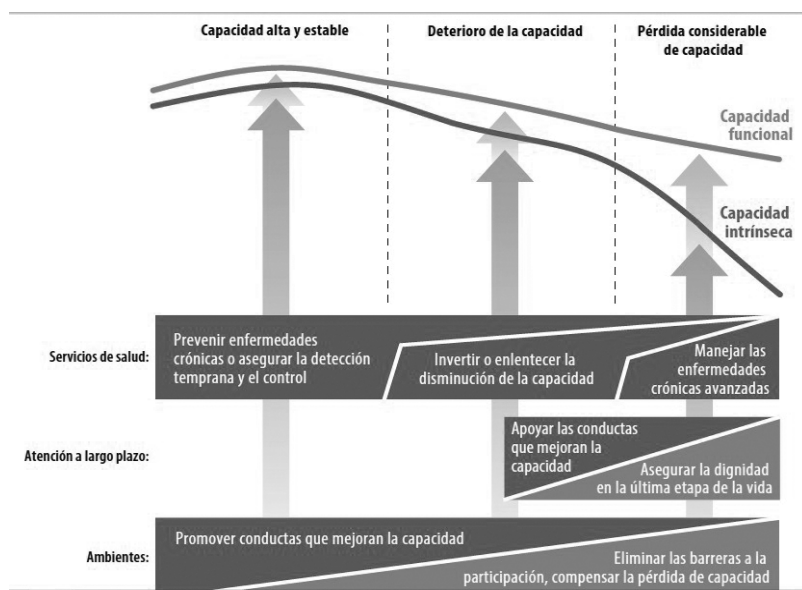 Capacidad alta y estable
Deterioro de la capacidad
Pérdida considerable
de capacidad
Capacidad
funcional
Capacidad
intrínseca
Servicios de salud:
Prevenir enfermedades
crónicas o asegurar la detección
temprana y el control
Invertir o enlentecer la
disminución de la capacidad
Manejar las
enfermedades
crónicas avanzadas
Atención a largo plazo:
Apoyar las conductas
que mejoran la
capacidad
Asegurar la dignidad
en la última etapa de la vida
Ambientes:
Promover conductas que mejoran la capacidad
Eliminar las barreras a la
participación, compensar la pérdida de capacidad